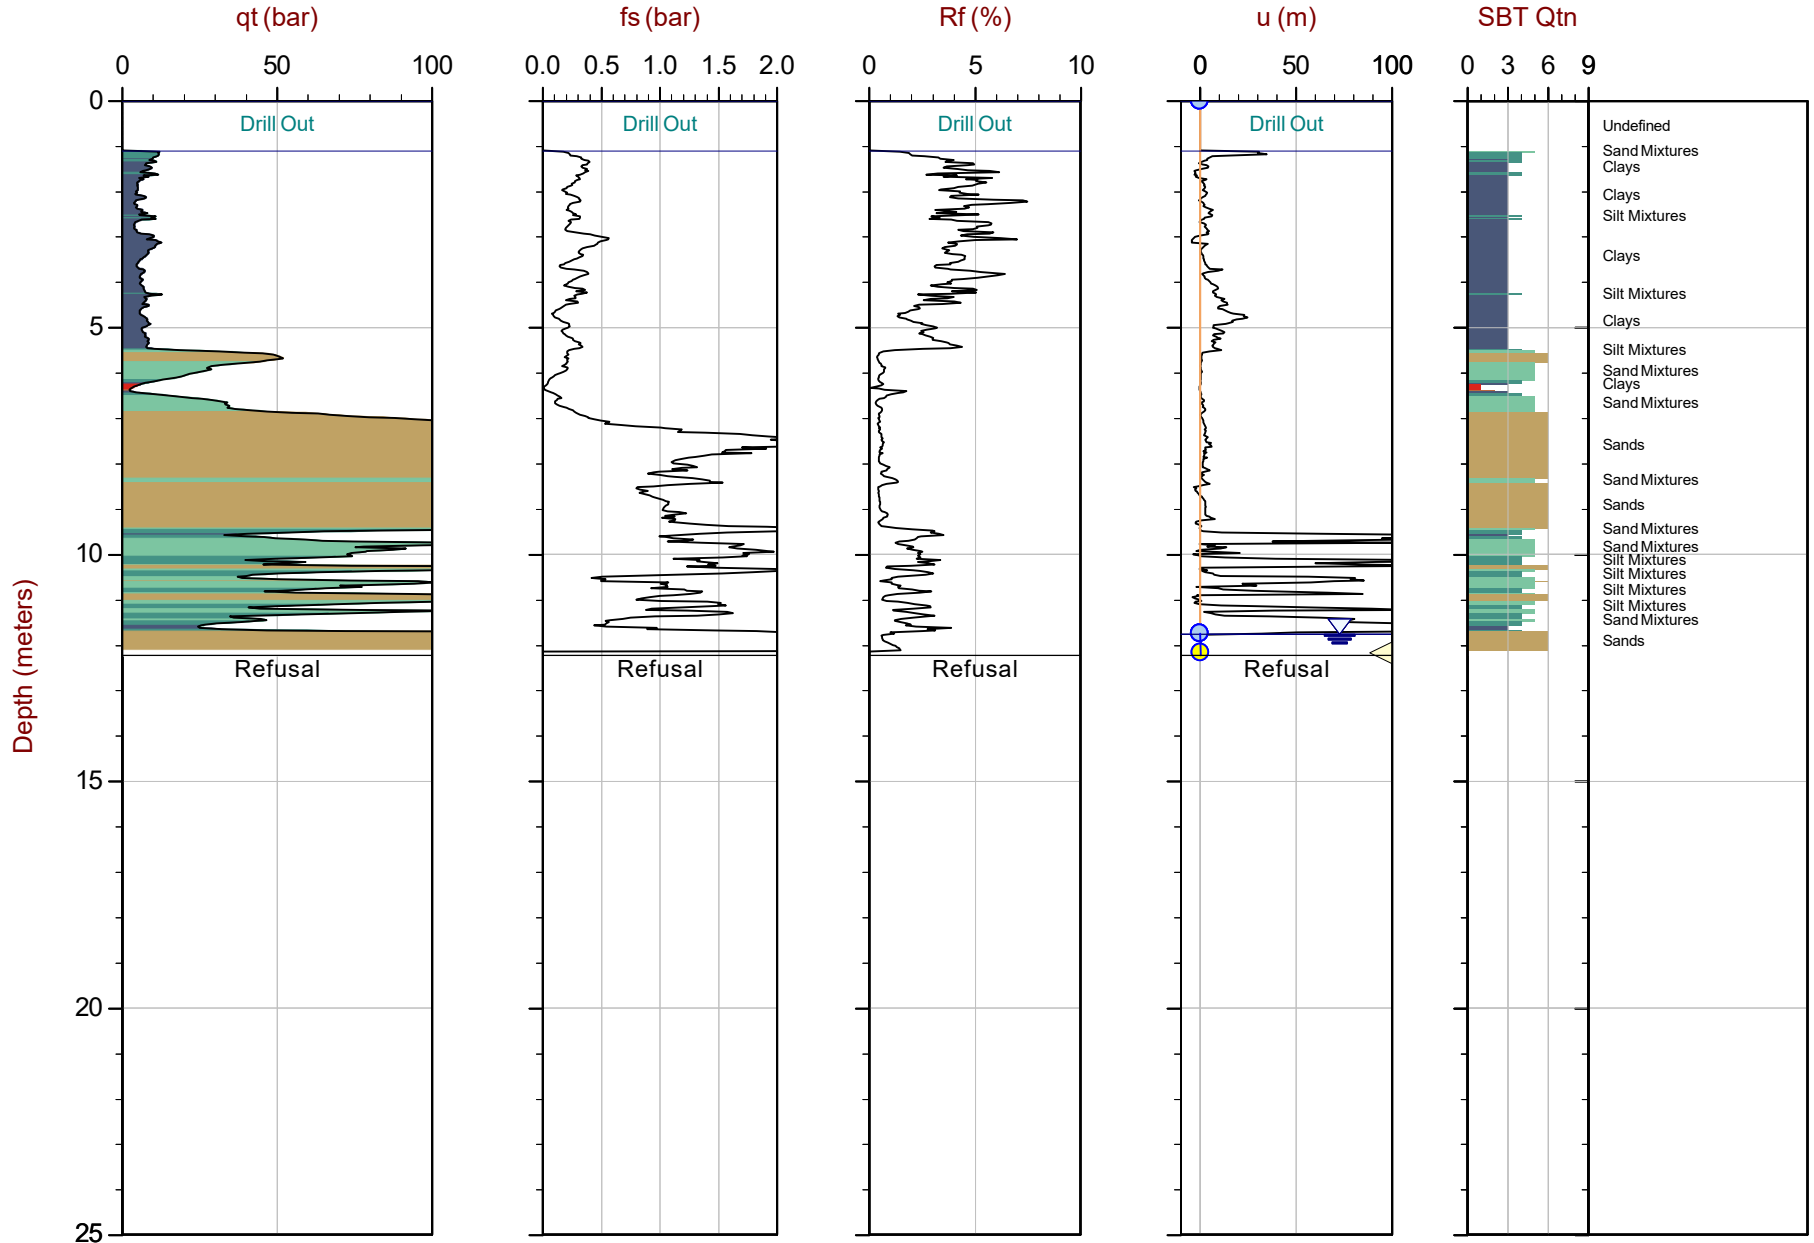 qt (bar) fs (bar) Rf (%) u (m) SBT Qtn
0 50 100 0.0 0.5 1.0 1.5 2.0 0 5 10 0 50 100 0 3 6 9
0
Drill Out Drill Out Drill Out Drill Out
Undefined
Sand Mixtures
Clays
Clays
Silt Mixtures
Clays
Silt Mixtures
Clays
5
Silt Mixtures
Sand Mixtures
Clays
Sand Mixtures
Sands
Sand Mixtures
Sands
Sand Mixtures
Sand Mixtures
10
Silt Mixtures
Silt Mixtures
Silt Mixtures
Silt Mixtures
Sand Mixtures
Sands
Refusal Refusal Refusal Refusal
Depth (meters)
15
20
25